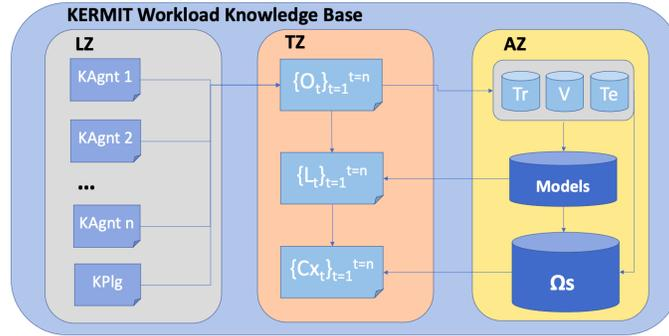 KERMIT Workload Knowledge Base
LZ
KAgnt 1
KAgnt 2
...
KAgnt n
KPlg
TZ
{Oₜ}ₜ₌₁ᵗ⁼ⁿ
{Lₜ}ₜ₌₁ᵗ⁼ⁿ
{Cxₜ}ₜ₌₁ᵗ⁼ⁿ
AZ
Tr V Te
Models
Ωs